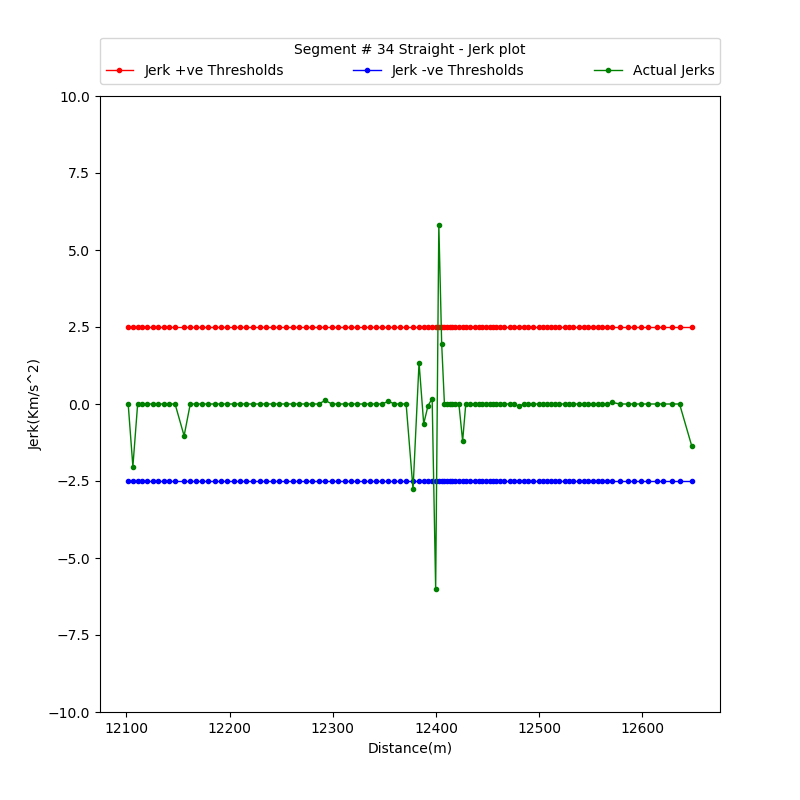 Segment # 34 Straight - Jerk plot
Jerk +ve Thresholds Jerk -ve Thresholds Actual Jerks
10.0
7.5
5.0
2.5
0.0
−2.5
−5.0
−7.5
−10.0
Jerk(Km/s^2)
12100 12200 12300 12400 12500 12600
Distance(m)